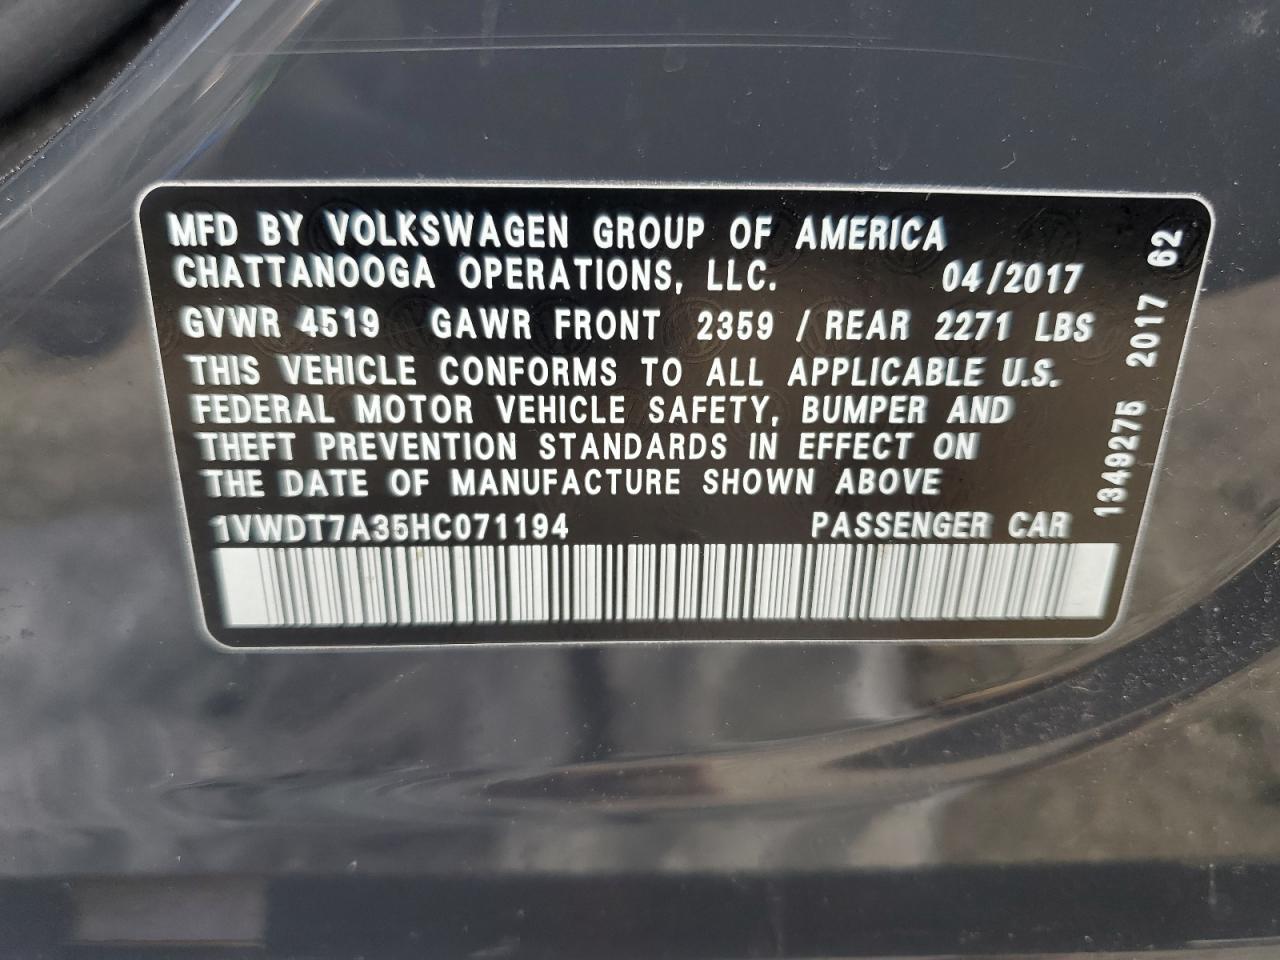 MFD BY VOLKSWAGEN GROUP OF AMERICA
CHATTANOOGA OPERATIONS, LLC. 04/2017
GVWR 4519 GAWR FRONT 2359 / REAR 2271 LBS
THIS VEHICLE CONFORMS TO ALL APPLICABLE U.S.
FEDERAL MOTOR VEHICLE SAFETY, BUMPER AND
THEFT PREVENTION STANDARDS IN EFFECT ON
THE DATE OF MANUFACTURE SHOWN ABOVE
1VWDT7A35HC071194 PASSENGER CAR
1349275 2017 62